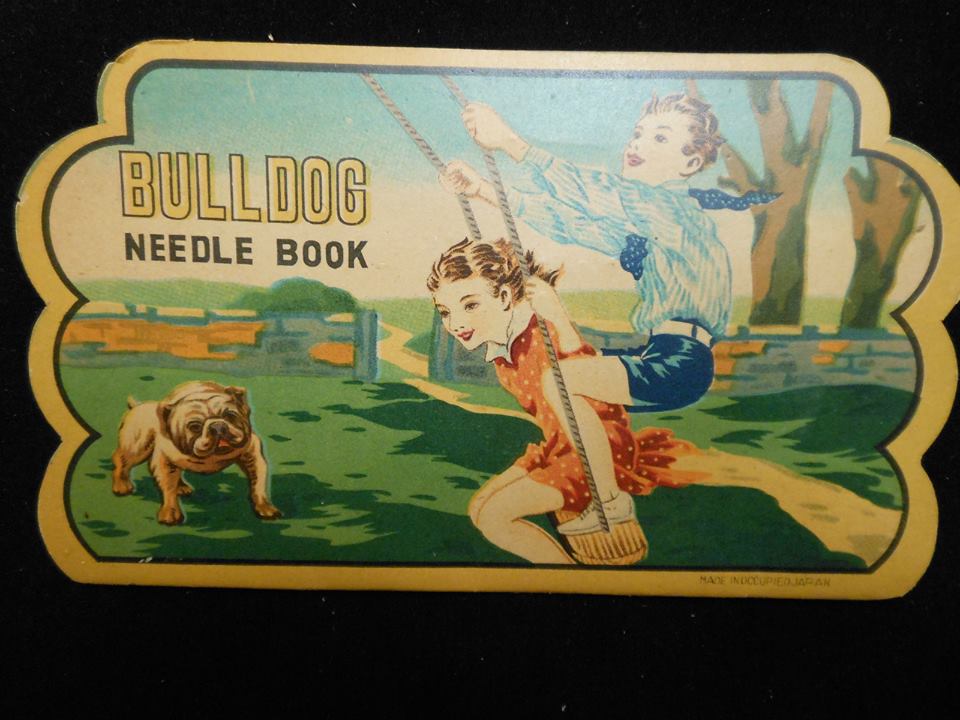 BULLDOG
NEEDLE BOOK
MADE IN OCCUPIED JAPAN